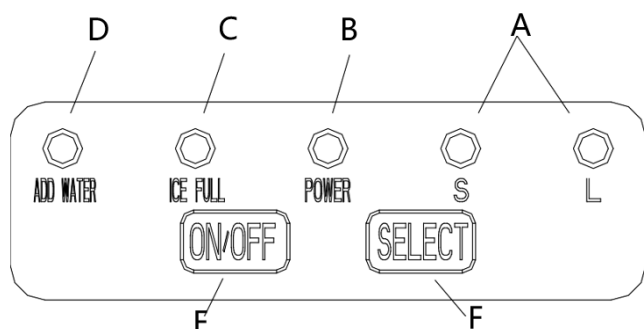 D C B A
ADD WATER ICE FULL POWER S L
ON/OFF SELECT
E F